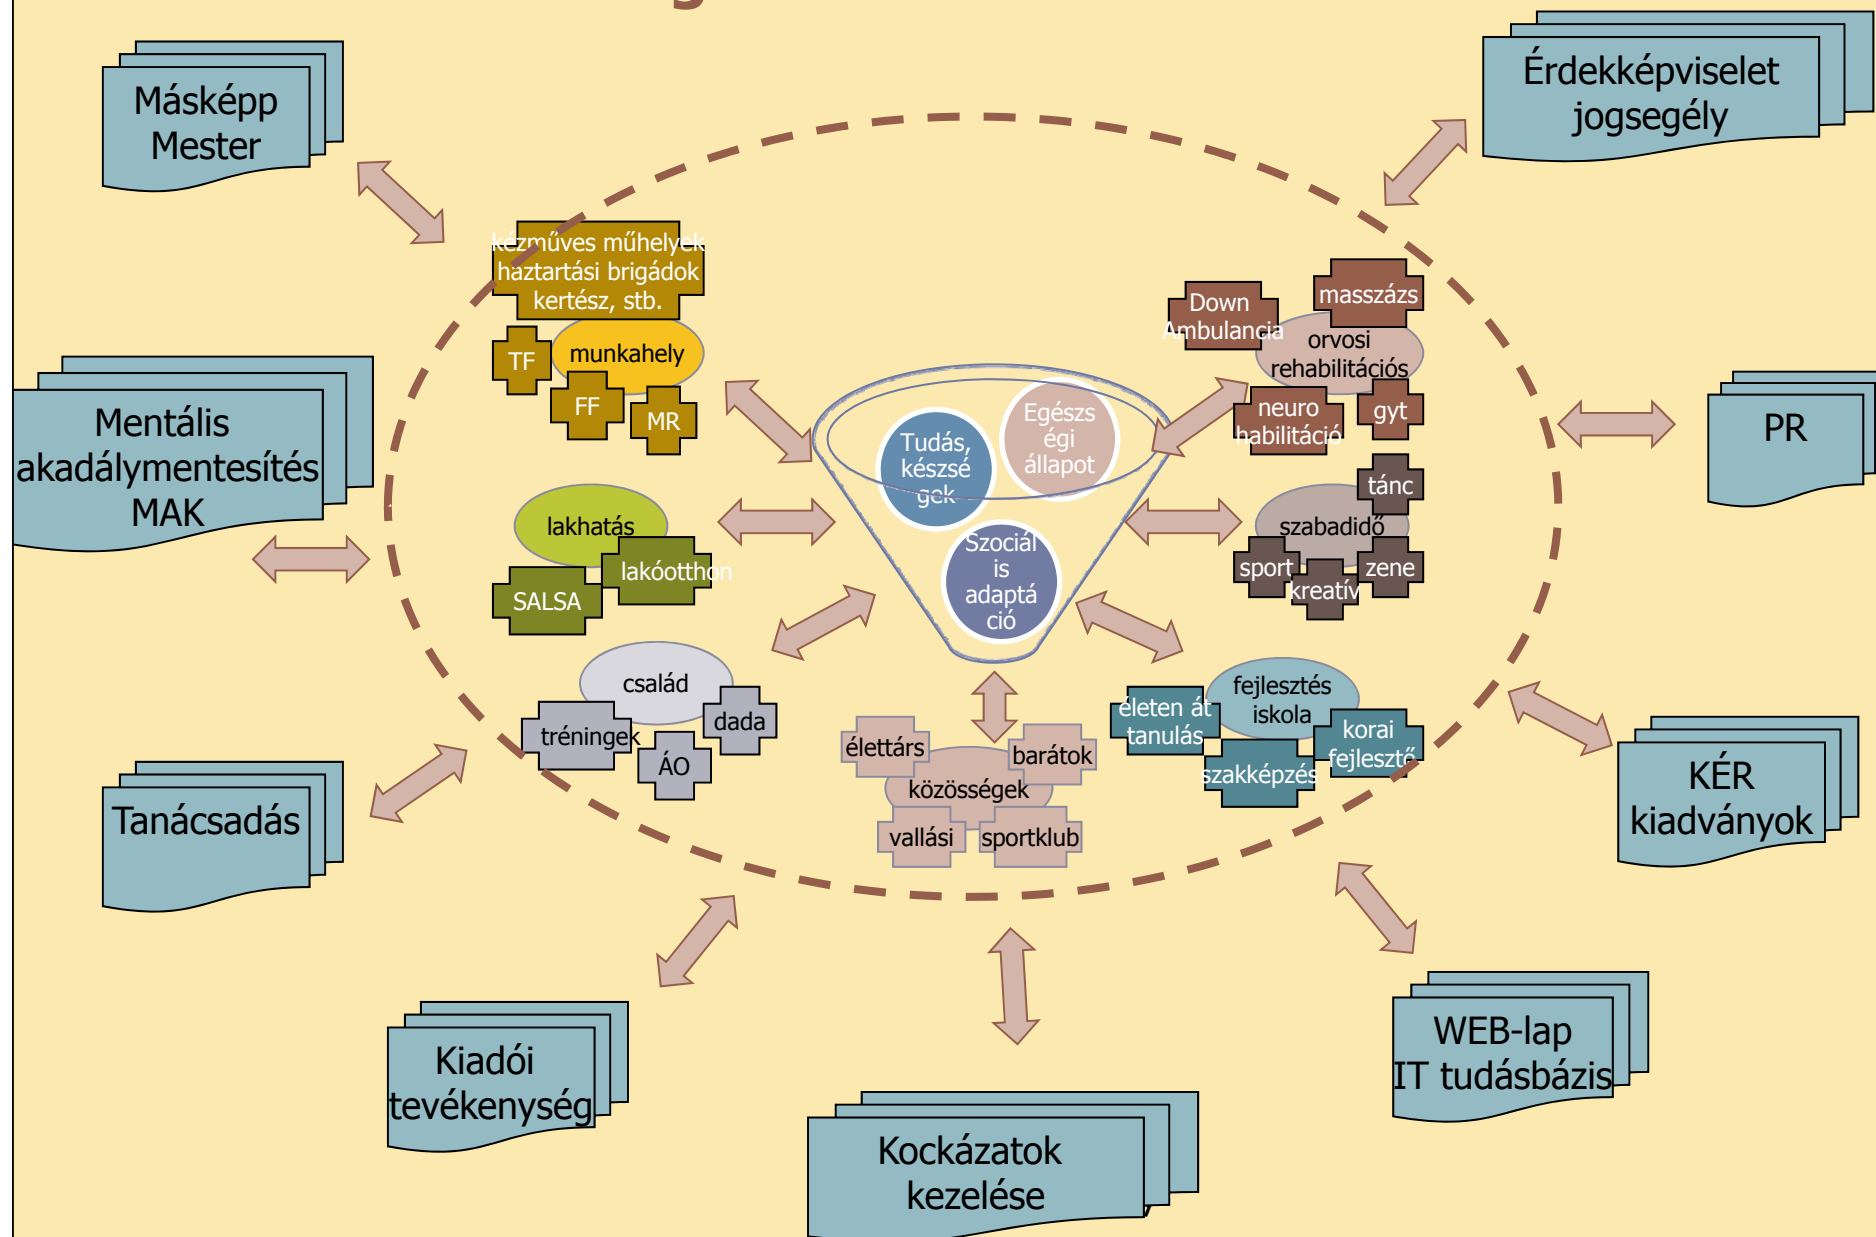 Másképp
Mester
Érdekképviselet
jogsegély
kézműves műhelyek
háztartási brigádok
kertész, stb.
TF
munkahely
FF
MR
Down
Ambulancia
masszázs
orvosi
rehabilitációs
neuro
habilitáció
gyt
Mentális
akadálymentesítés
MAK
PR
Tudás,
készsé
gek
Egészs
égi
állapot
Szociál
is
adaptá
ció
lakhatás
lakóotthon
SALSA
tánc
szabadidő
sport
zene
kreatív
család
tréningek
dada
ÁO
élettárs
barátok
közösségek
vallási
sportklub
fejlesztés
iskola
életen át
tanulás
korai
fejlesztő
szakképzés
Tanácsadás
KÉR
kiadványok
Kiadói
tevékenység
WEB-lap
IT tudásbázis
Kockázatok
kezelése